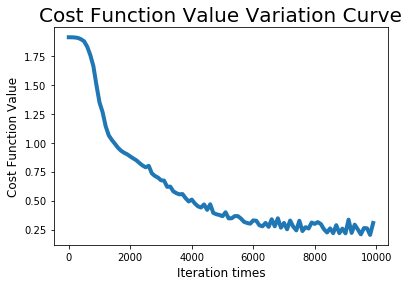 Cost Function Value Variation Curve
Cost Function Value
1.75
1.50
1.25
1.00
0.75
0.50
0.25
0 2000 4000 6000 8000 10000
Iteration times